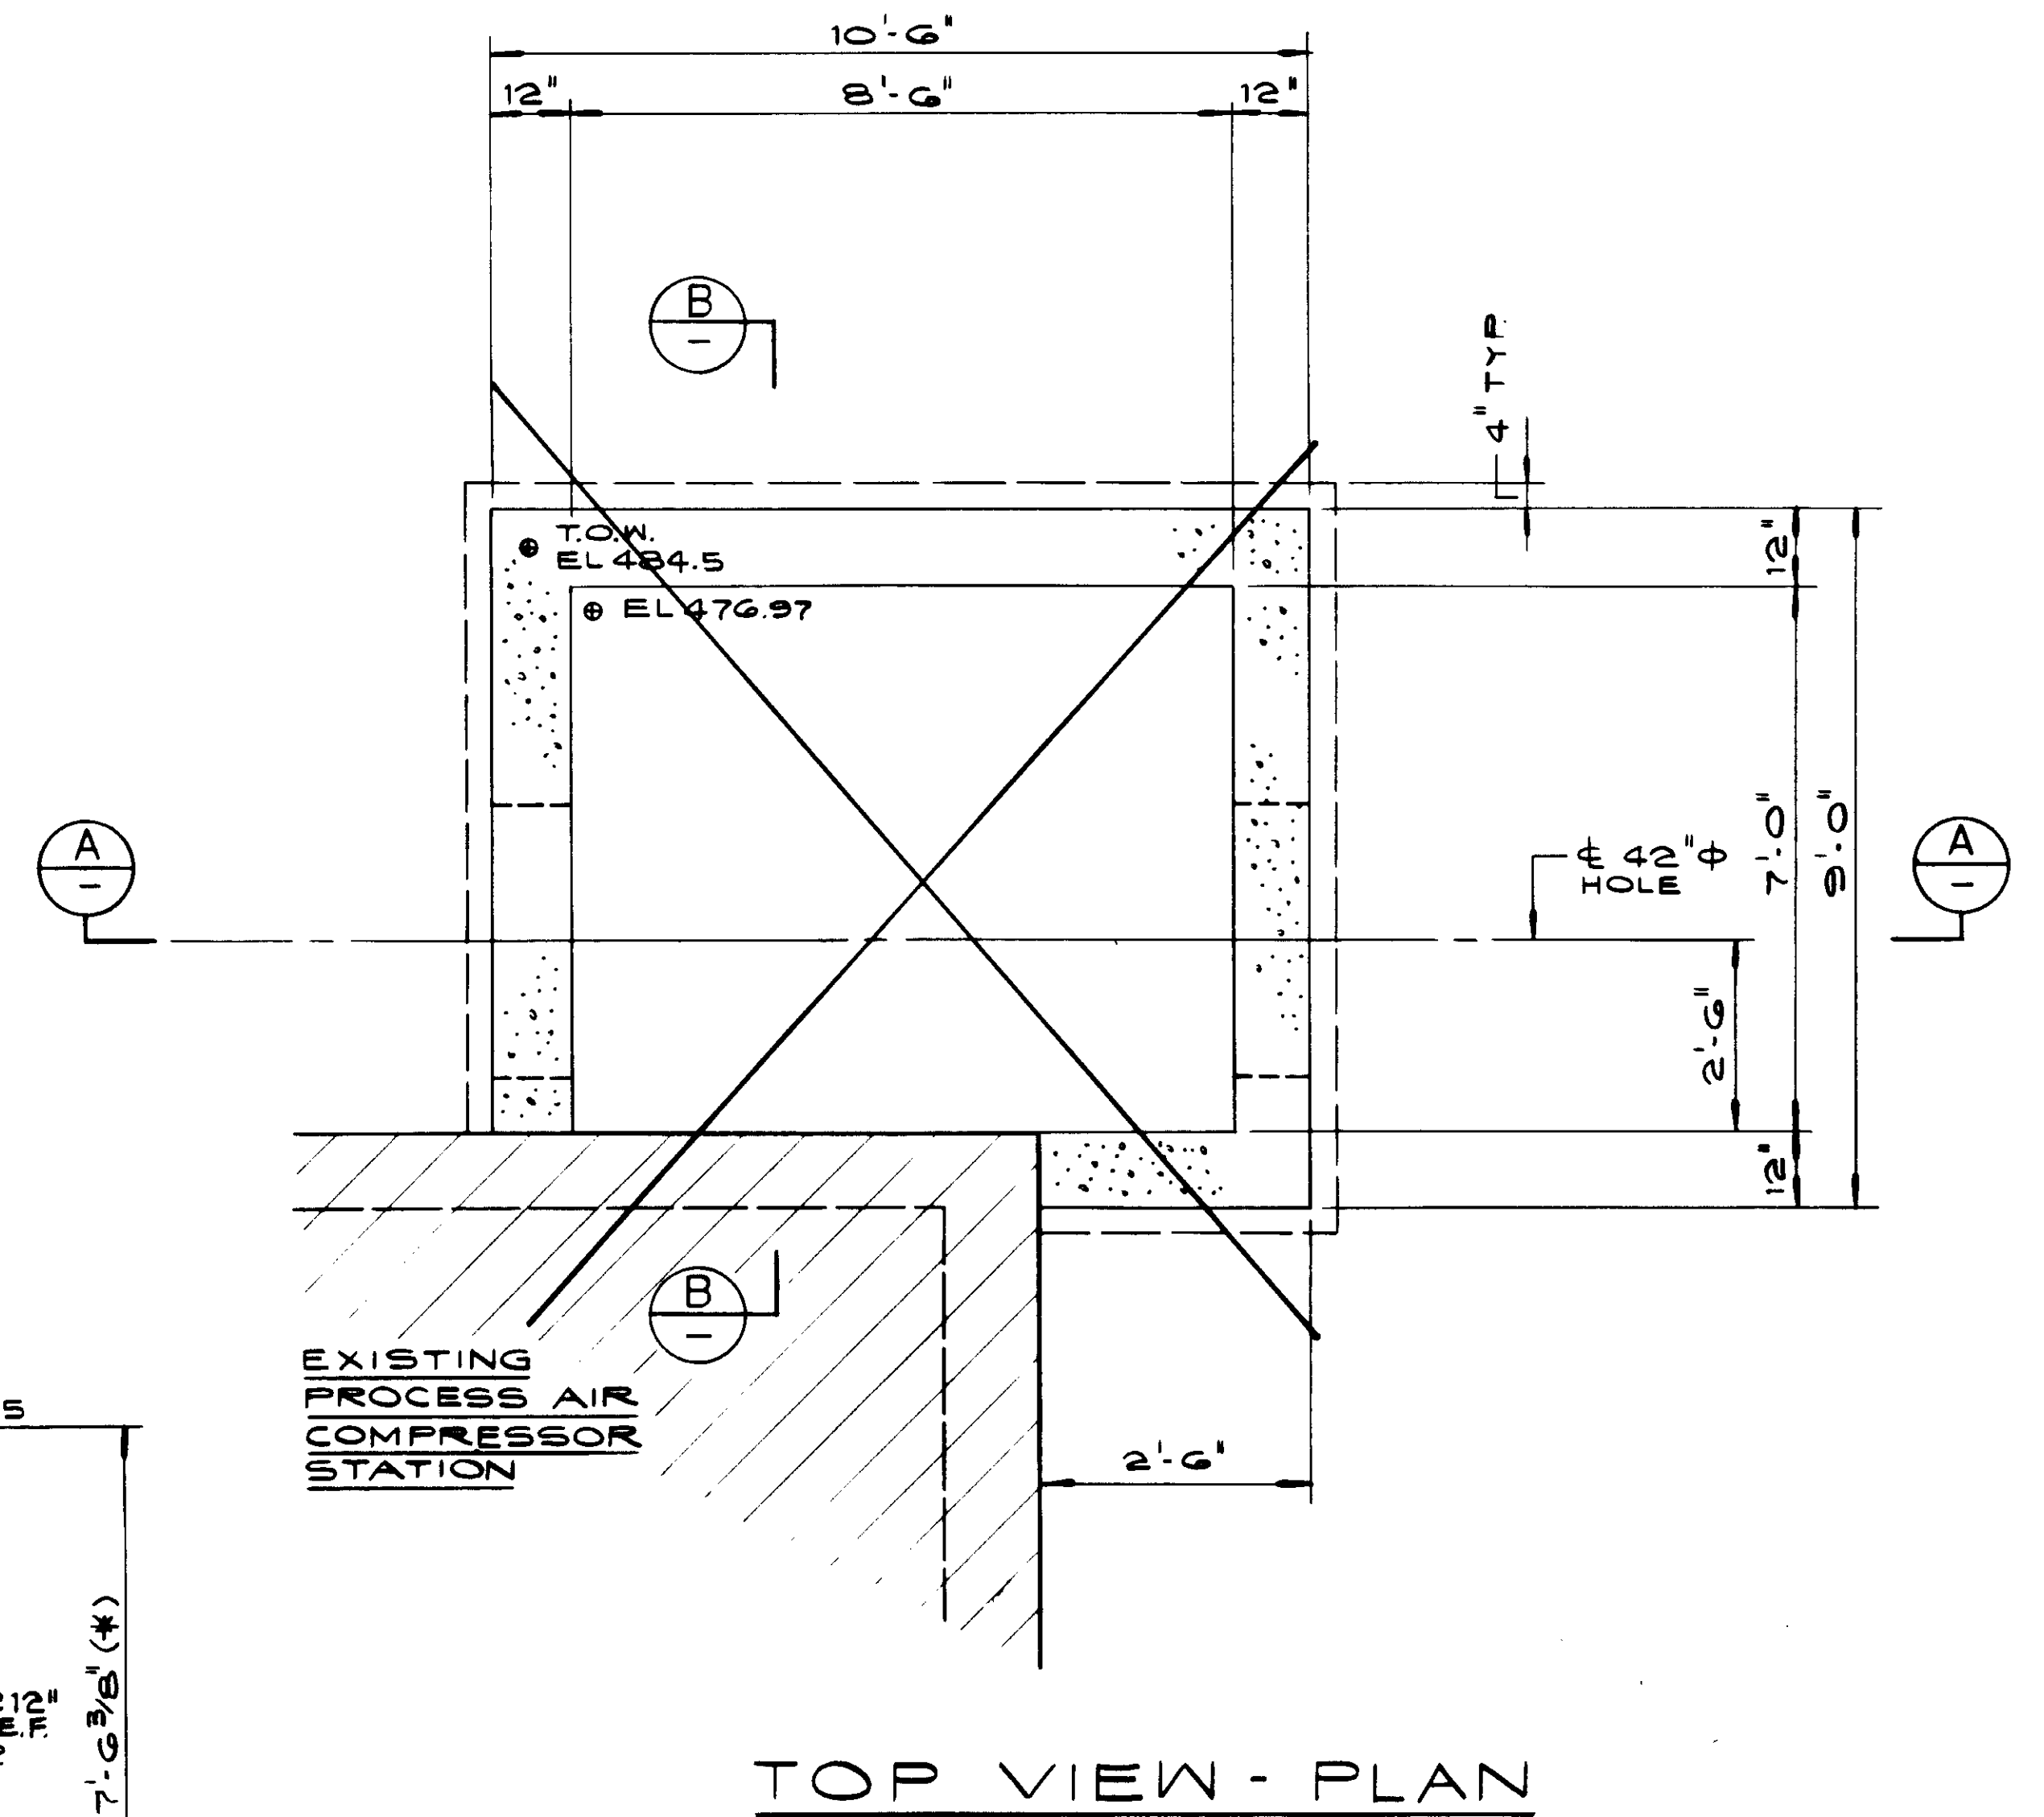 10'-6"
12" 8'-6" 12"
B
-
4" TYP.
T.O.W.
EL 484.5
EL 476.97
12"
A
-
℄ 42"⌀
HOLE
7'-0"
9'-0"
A
-
2'-6"
12"
B
-
EXISTING
PROCESS AIR
COMPRESSOR
STATION
2'-6"
5
7'-6 3/8" (*)
12"
E.F.
TOP VIEW - PLAN